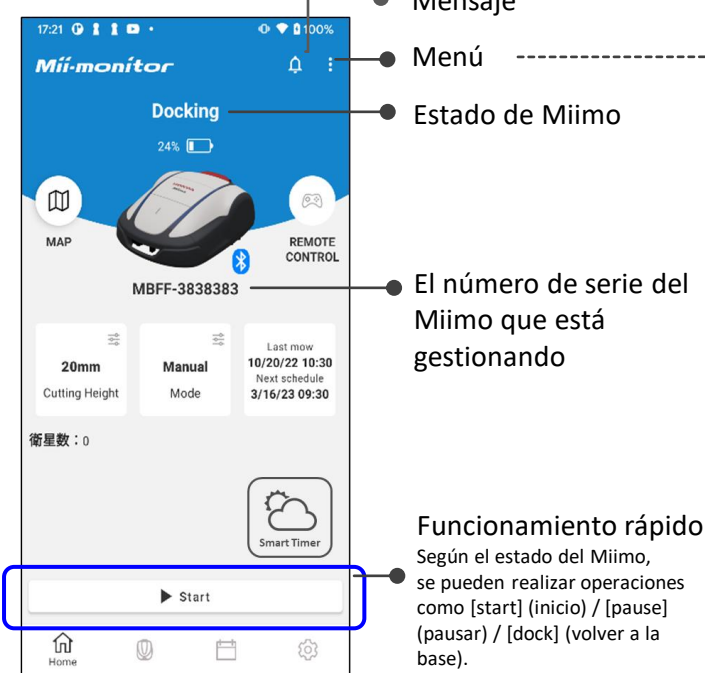 Mensaje
17:21 100%
Mii-monitor
Menú
Docking
Estado de Miimo
24%
MAP
REMOTE
CONTROL
MBFF-3838383
El número de serie del
Miimo que está
gestionando
20mm
Cutting Height
Manual
Mode
Last mow
10/20/22 10:30
Next schedule
3/16/23 09:30
衛星数：0
Smart Timer
Funcionamiento rápido
Según el estado del Miimo,
se pueden realizar operaciones
como [start] (inicio) / [pause]
(pausar) / [dock] (volver a la
base).
Start
Home